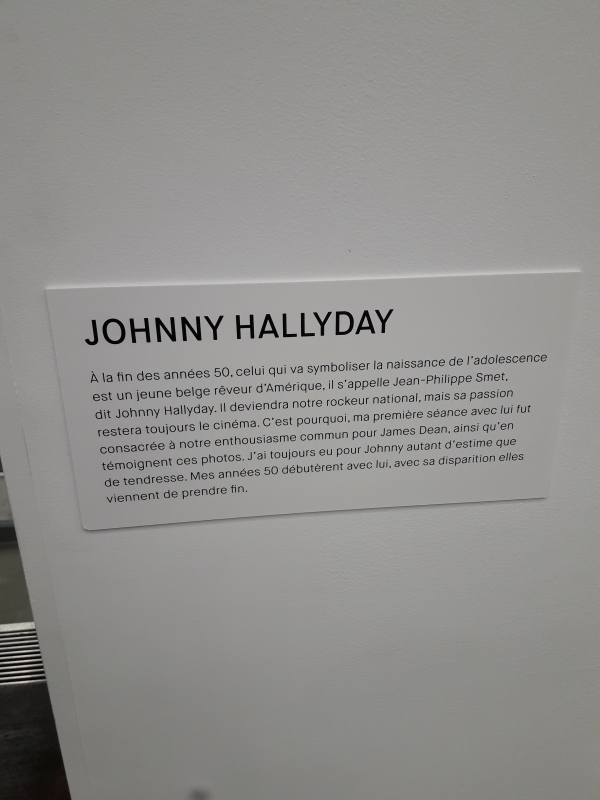 JOHNNY HALLYDAY
À la fin des années 50, celui qui va symboliser la naissance de l'adolescence
est un jeune belge rêveur d'Amérique, il s'appelle Jean-Philippe Smet,
dit Johnny Hallyday. Il deviendra notre rockeur national, mais sa passion
restera toujours le cinéma. C'est pourquoi, ma première séance avec lui fut
consacrée à notre enthousiasme commun pour James Dean, ainsi qu'en
témoignent ces photos. J'ai toujours eu pour Johnny autant d'estime que
de tendresse. Mes années 50 débutèrent avec lui, avec sa disparition elles
viennent de prendre fin.